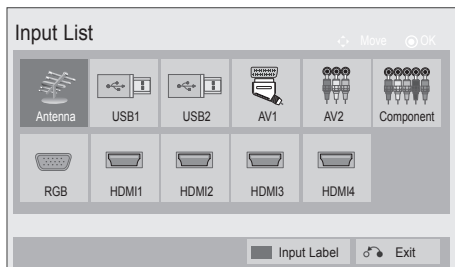 Input List
Move OK
Antenna USB1 USB2 AV1 AV2 Component
RGB HDMI1 HDMI2 HDMI3 HDMI4
Input Label Exit